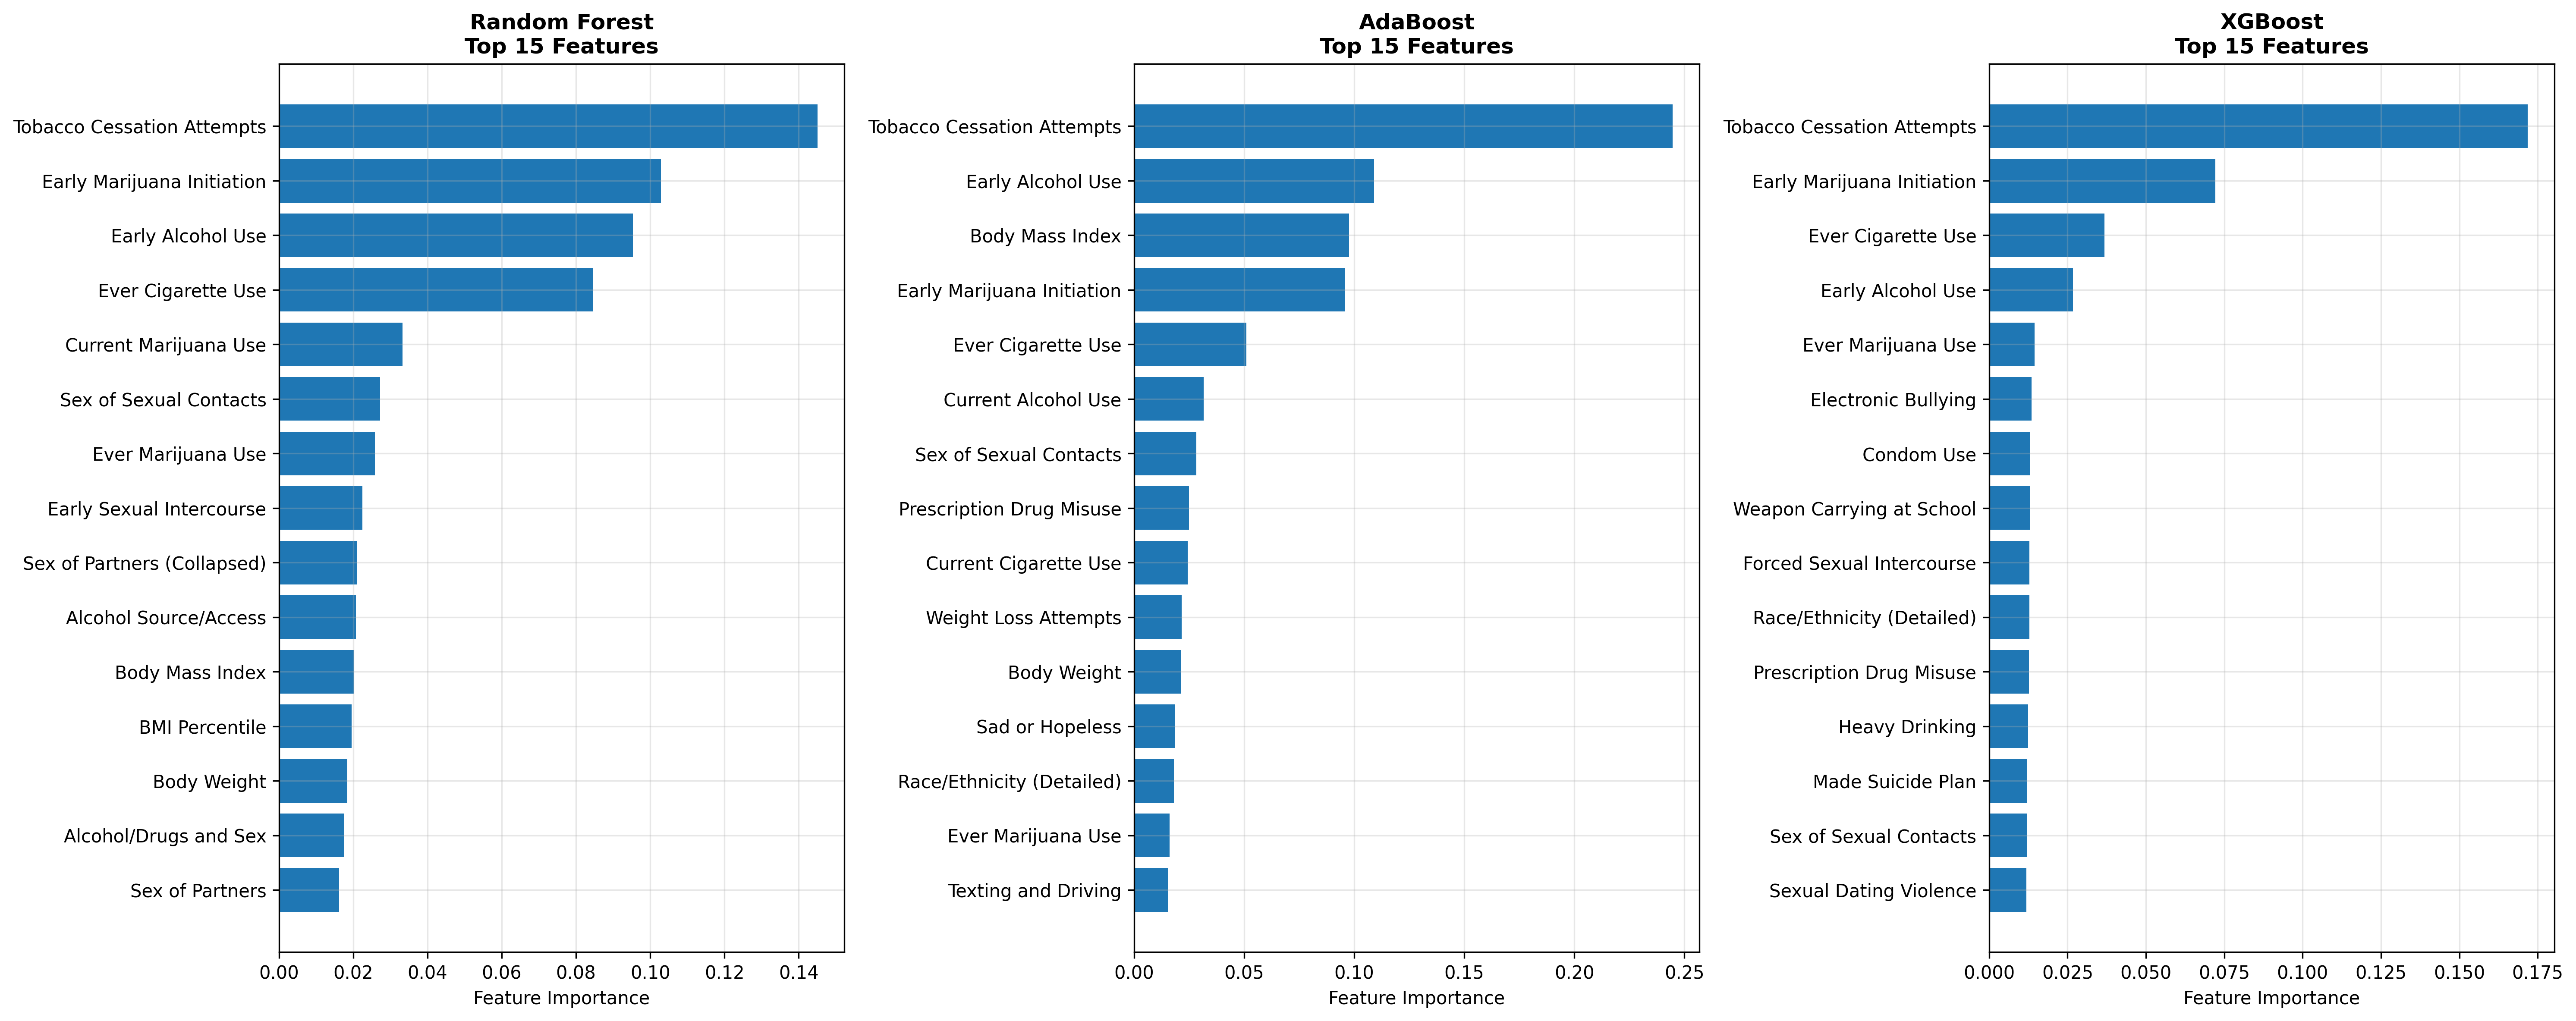 Random Forest
Top 15 Features
Tobacco Cessation Attempts
Early Marijuana Initiation
Early Alcohol Use
Ever Cigarette Use
Current Marijuana Use
Sex of Sexual Contacts
Ever Marijuana Use
Early Sexual Intercourse
Sex of Partners (Collapsed)
Alcohol Source/Access
Body Mass Index
BMI Percentile
Body Weight
Alcohol/Drugs and Sex
Sex of Partners
0.00 0.02 0.04 0.06 0.08 0.10 0.12 0.14
Feature Importance
AdaBoost
Top 15 Features
Tobacco Cessation Attempts
Early Alcohol Use
Body Mass Index
Early Marijuana Initiation
Ever Cigarette Use
Current Alcohol Use
Sex of Sexual Contacts
Prescription Drug Misuse
Current Cigarette Use
Weight Loss Attempts
Body Weight
Sad or Hopeless
Race/Ethnicity (Detailed)
Ever Marijuana Use
Texting and Driving
0.00 0.05 0.10 0.15 0.20 0.25
Feature Importance
XGBoost
Top 15 Features
Tobacco Cessation Attempts
Early Marijuana Initiation
Ever Cigarette Use
Early Alcohol Use
Ever Marijuana Use
Electronic Bullying
Condom Use
Weapon Carrying at School
Forced Sexual Intercourse
Race/Ethnicity (Detailed)
Prescription Drug Misuse
Heavy Drinking
Made Suicide Plan
Sex of Sexual Contacts
Sexual Dating Violence
0.000 0.025 0.050 0.075 0.100 0.125 0.150 0.175
Feature Importance